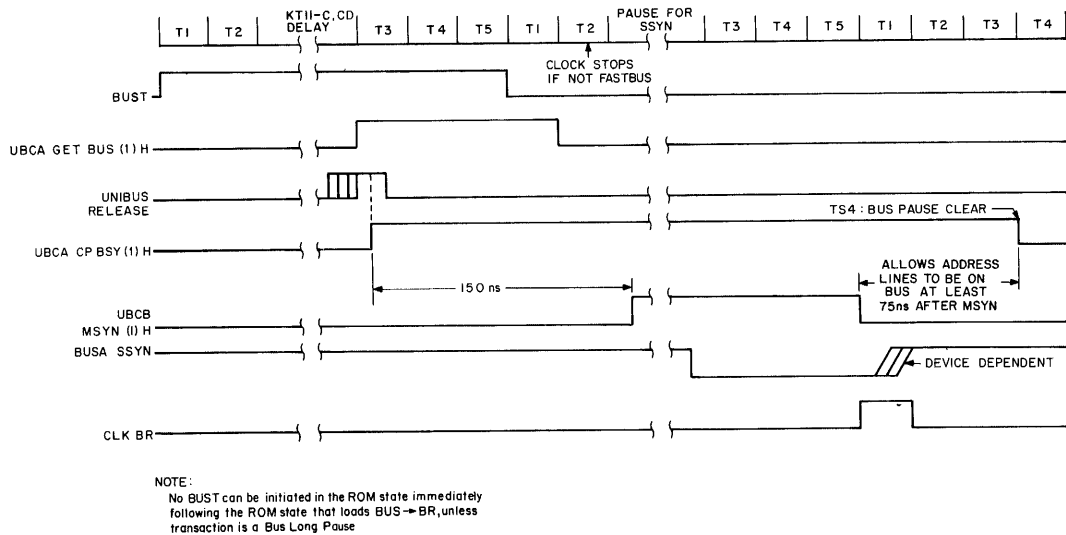 T1 T2 KT11-C,CD DELAY T3 T4 T5 T1 T2 PAUSE FOR SSYN T3 T4 T5 T1 T2 T3 T4
CLOCK STOPS
IF NOT FASTBUS
BUST
UBCA GET BUS (1) H
UNIBUS
RELEASE
TS4: BUS PAUSE CLEAR
UBCA CP BSY (1) H
150 ns
ALLOWS ADDRESS
LINES TO BE ON
BUS AT LEAST
75ns AFTER MSYN
UBCB
MSYN (1) H
BUSA SSYN
DEVICE DEPENDENT
CLK BR
NOTE:
No BUST can be initiated in the ROM state immediately
following the ROM state that loads BUS→BR, unless
transaction is a Bus Long Pause